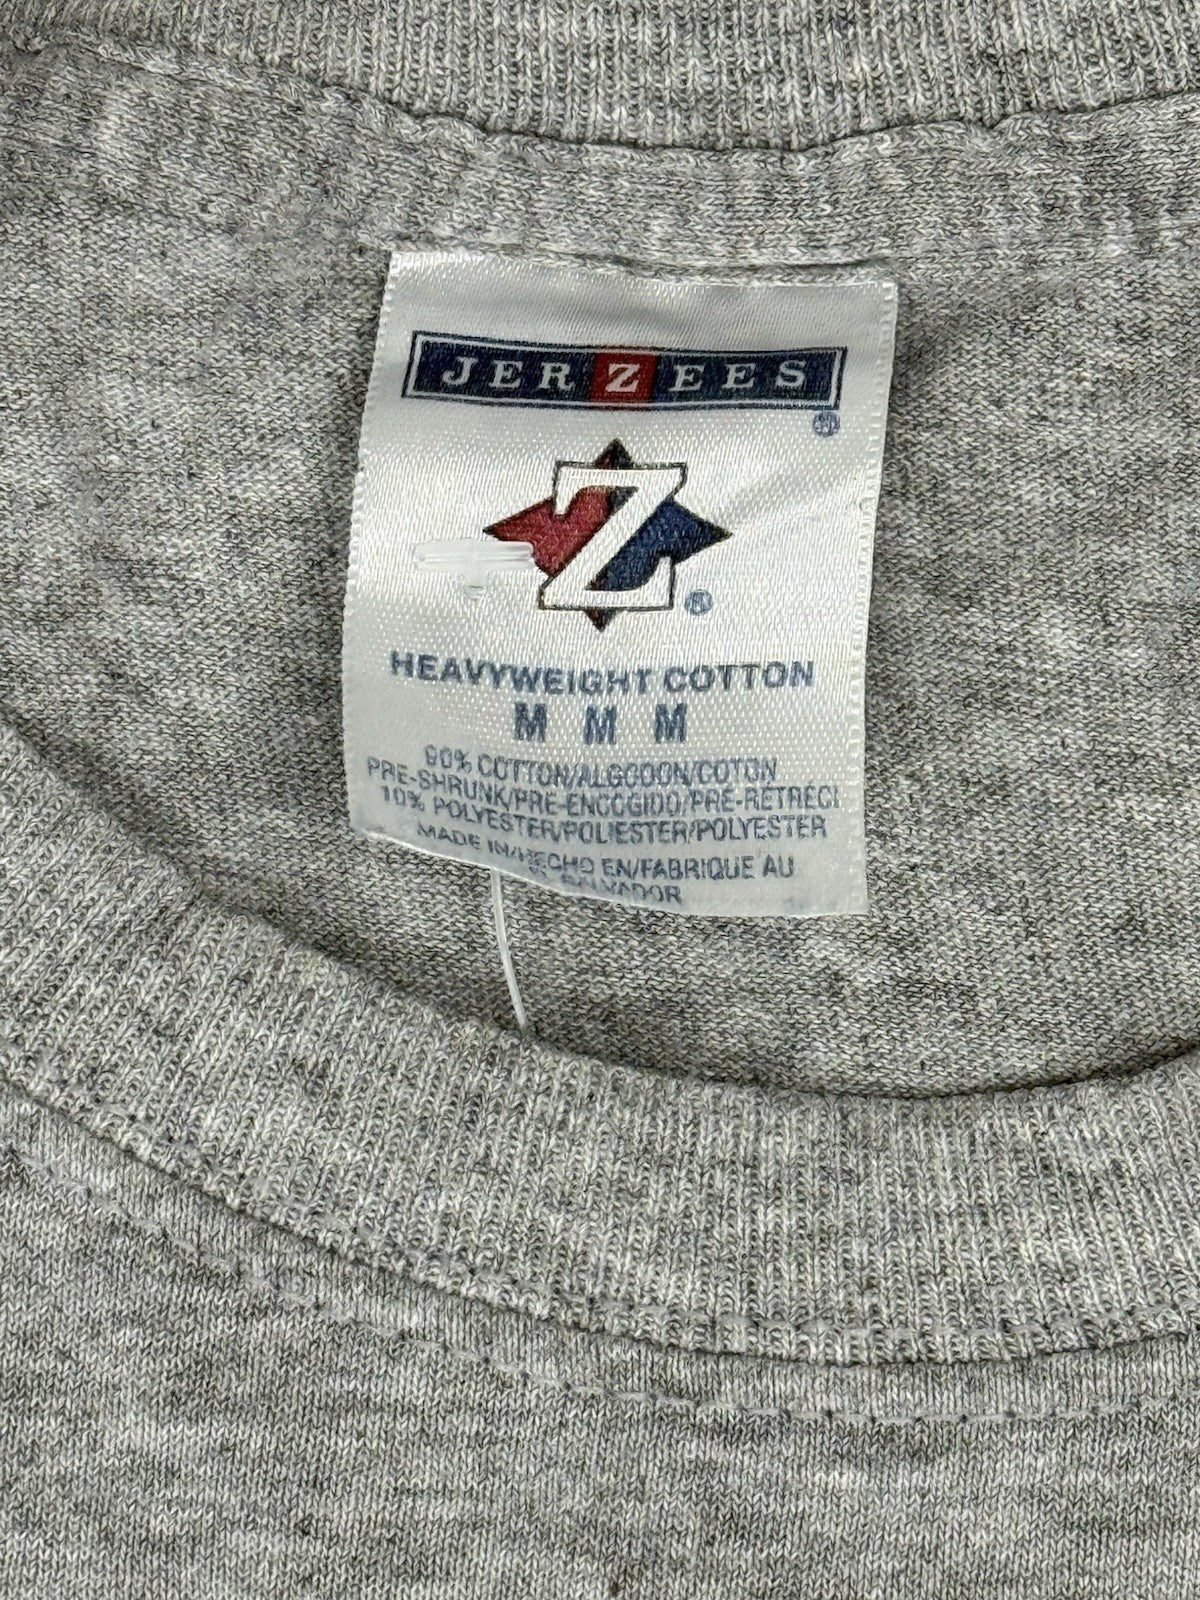 JERZEES
®
Z
®
HEAVYWEIGHT COTTON
M M M
90% COTTON/ALGODON/COTON
PRE-SHRUNK/PRE-ENCOGIDO/PRE-RETRECI
10% POLYESTER/POLIESTER/POLYESTER
MADE IN/HECHO EN/FABRIQUE AU
EL SALVADOR